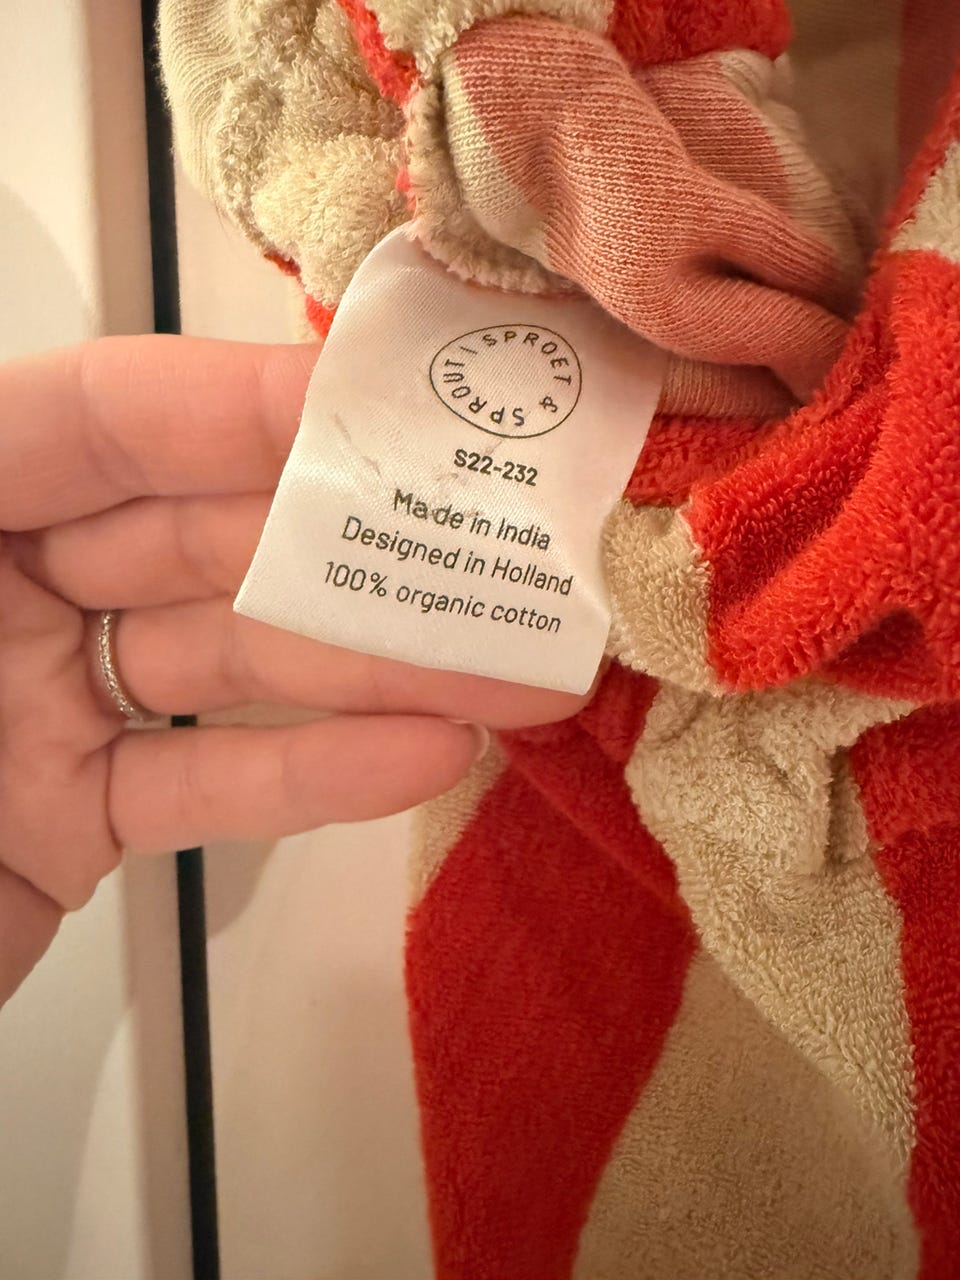 SPROET & SPROUT /
S22-232
Made in India
Designed in Holland
100% organic cotton